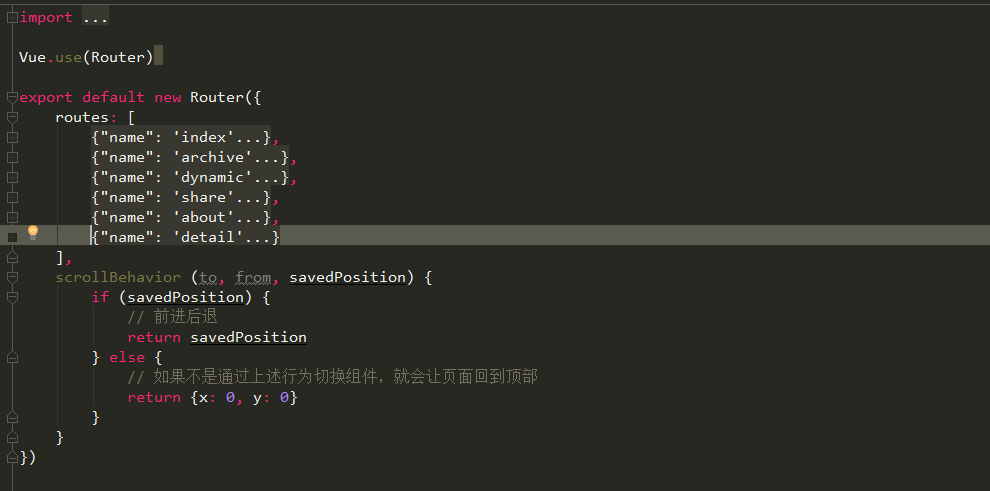 import ...
Vue.use(Router)
export default new Router({
routes: [
{"name": 'index'...},
{"name": 'archive'...},
{"name": 'dynamic'...},
{"name": 'share'...},
{"name": 'about'...},
{"name": 'detail'...}
],
scrollBehavior (to, from, savedPosition) {
if (savedPosition) {
// 前进后退
return savedPosition
} else {
// 如果不是通过上述行为切换组件，就会让页面回到顶部
return {x: 0, y: 0}
}
}
})